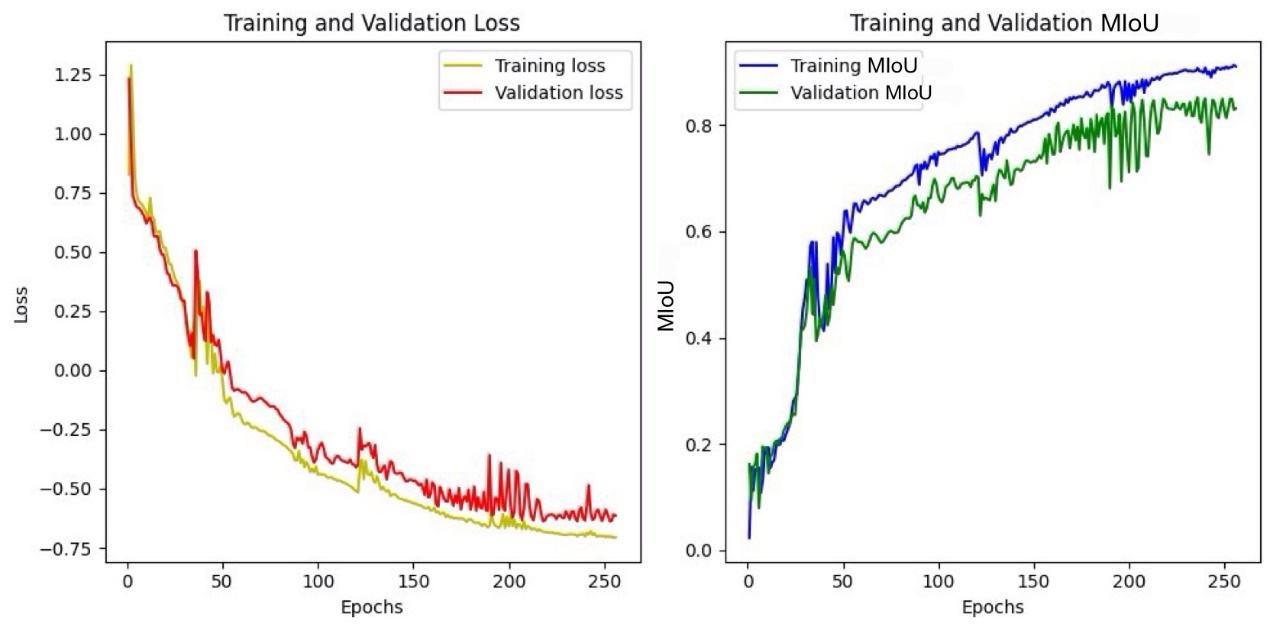 Training and Validation Loss
Training loss
Validation loss
1.25
1.00
0.75
0.50
0.25
0.00
−0.25
−0.50
−0.75
Loss
0
50
100
150
200
250
Epochs
Training and Validation MIoU
Training MIoU
Validation MIoU
0.8
0.6
0.4
0.2
0.0
MIoU
0
50
100
150
200
250
Epochs